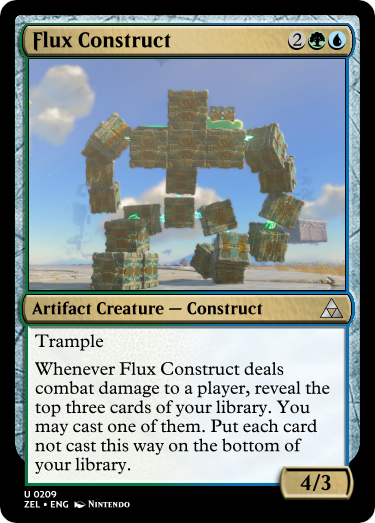 Flux Construct 2
Artifact Creature — Construct
Trample
Whenever Flux Construct deals
combat damage to a player, reveal the
top three cards of your library. You
may cast one of them. Put each card
not cast this way on the bottom of
your library.
4/3
U 0209
ZEL • ENG Nintendo